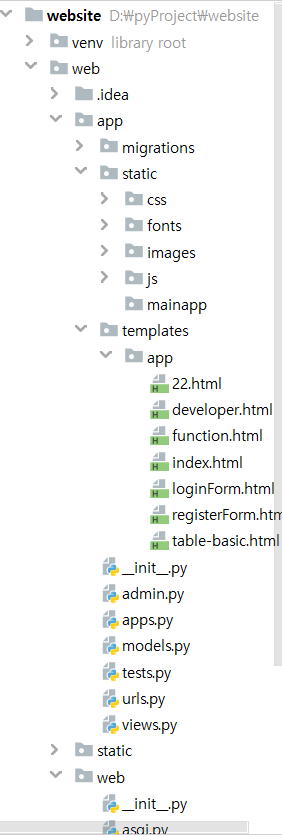 website D:₩pyProject₩website
venv library root
web
.idea
app
migrations
static
css
fonts
images
js
mainapp
templates
app
22.html
developer.html
function.html
index.html
loginForm.html
registerForm.htm
table-basic.html
__init__.py
admin.py
apps.py
models.py
tests.py
urls.py
views.py
static
web
__init__.py
asgi.py